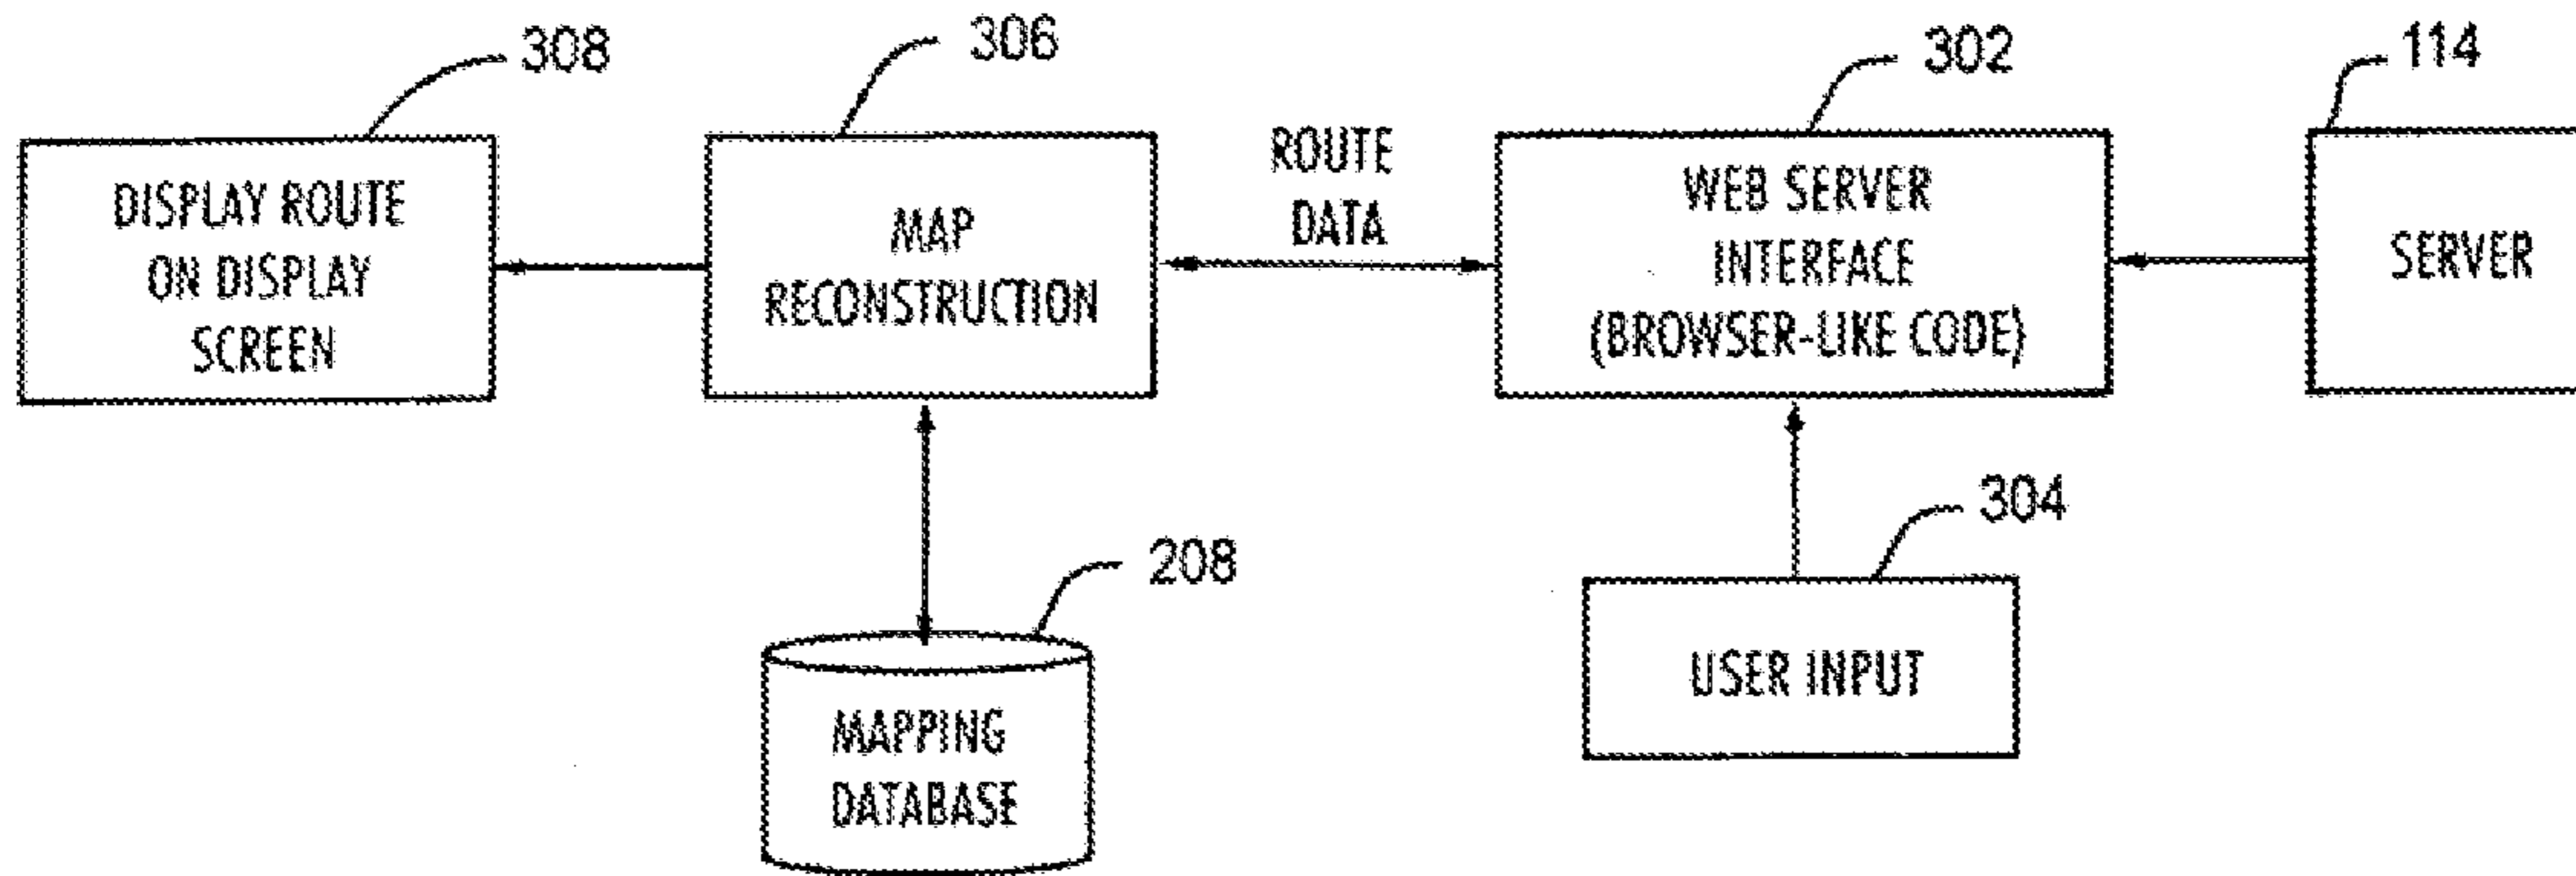 308
306
302
114
DISPLAY ROUTE
ON DISPLAY
SCREEN
MAP
RECONSTRUCTION
ROUTE
DATA
WEB SERVER
INTERFACE
(BROWSER-LIKE CODE)
SERVER
208
MAPPING
DATABASE
304
USER INPUT